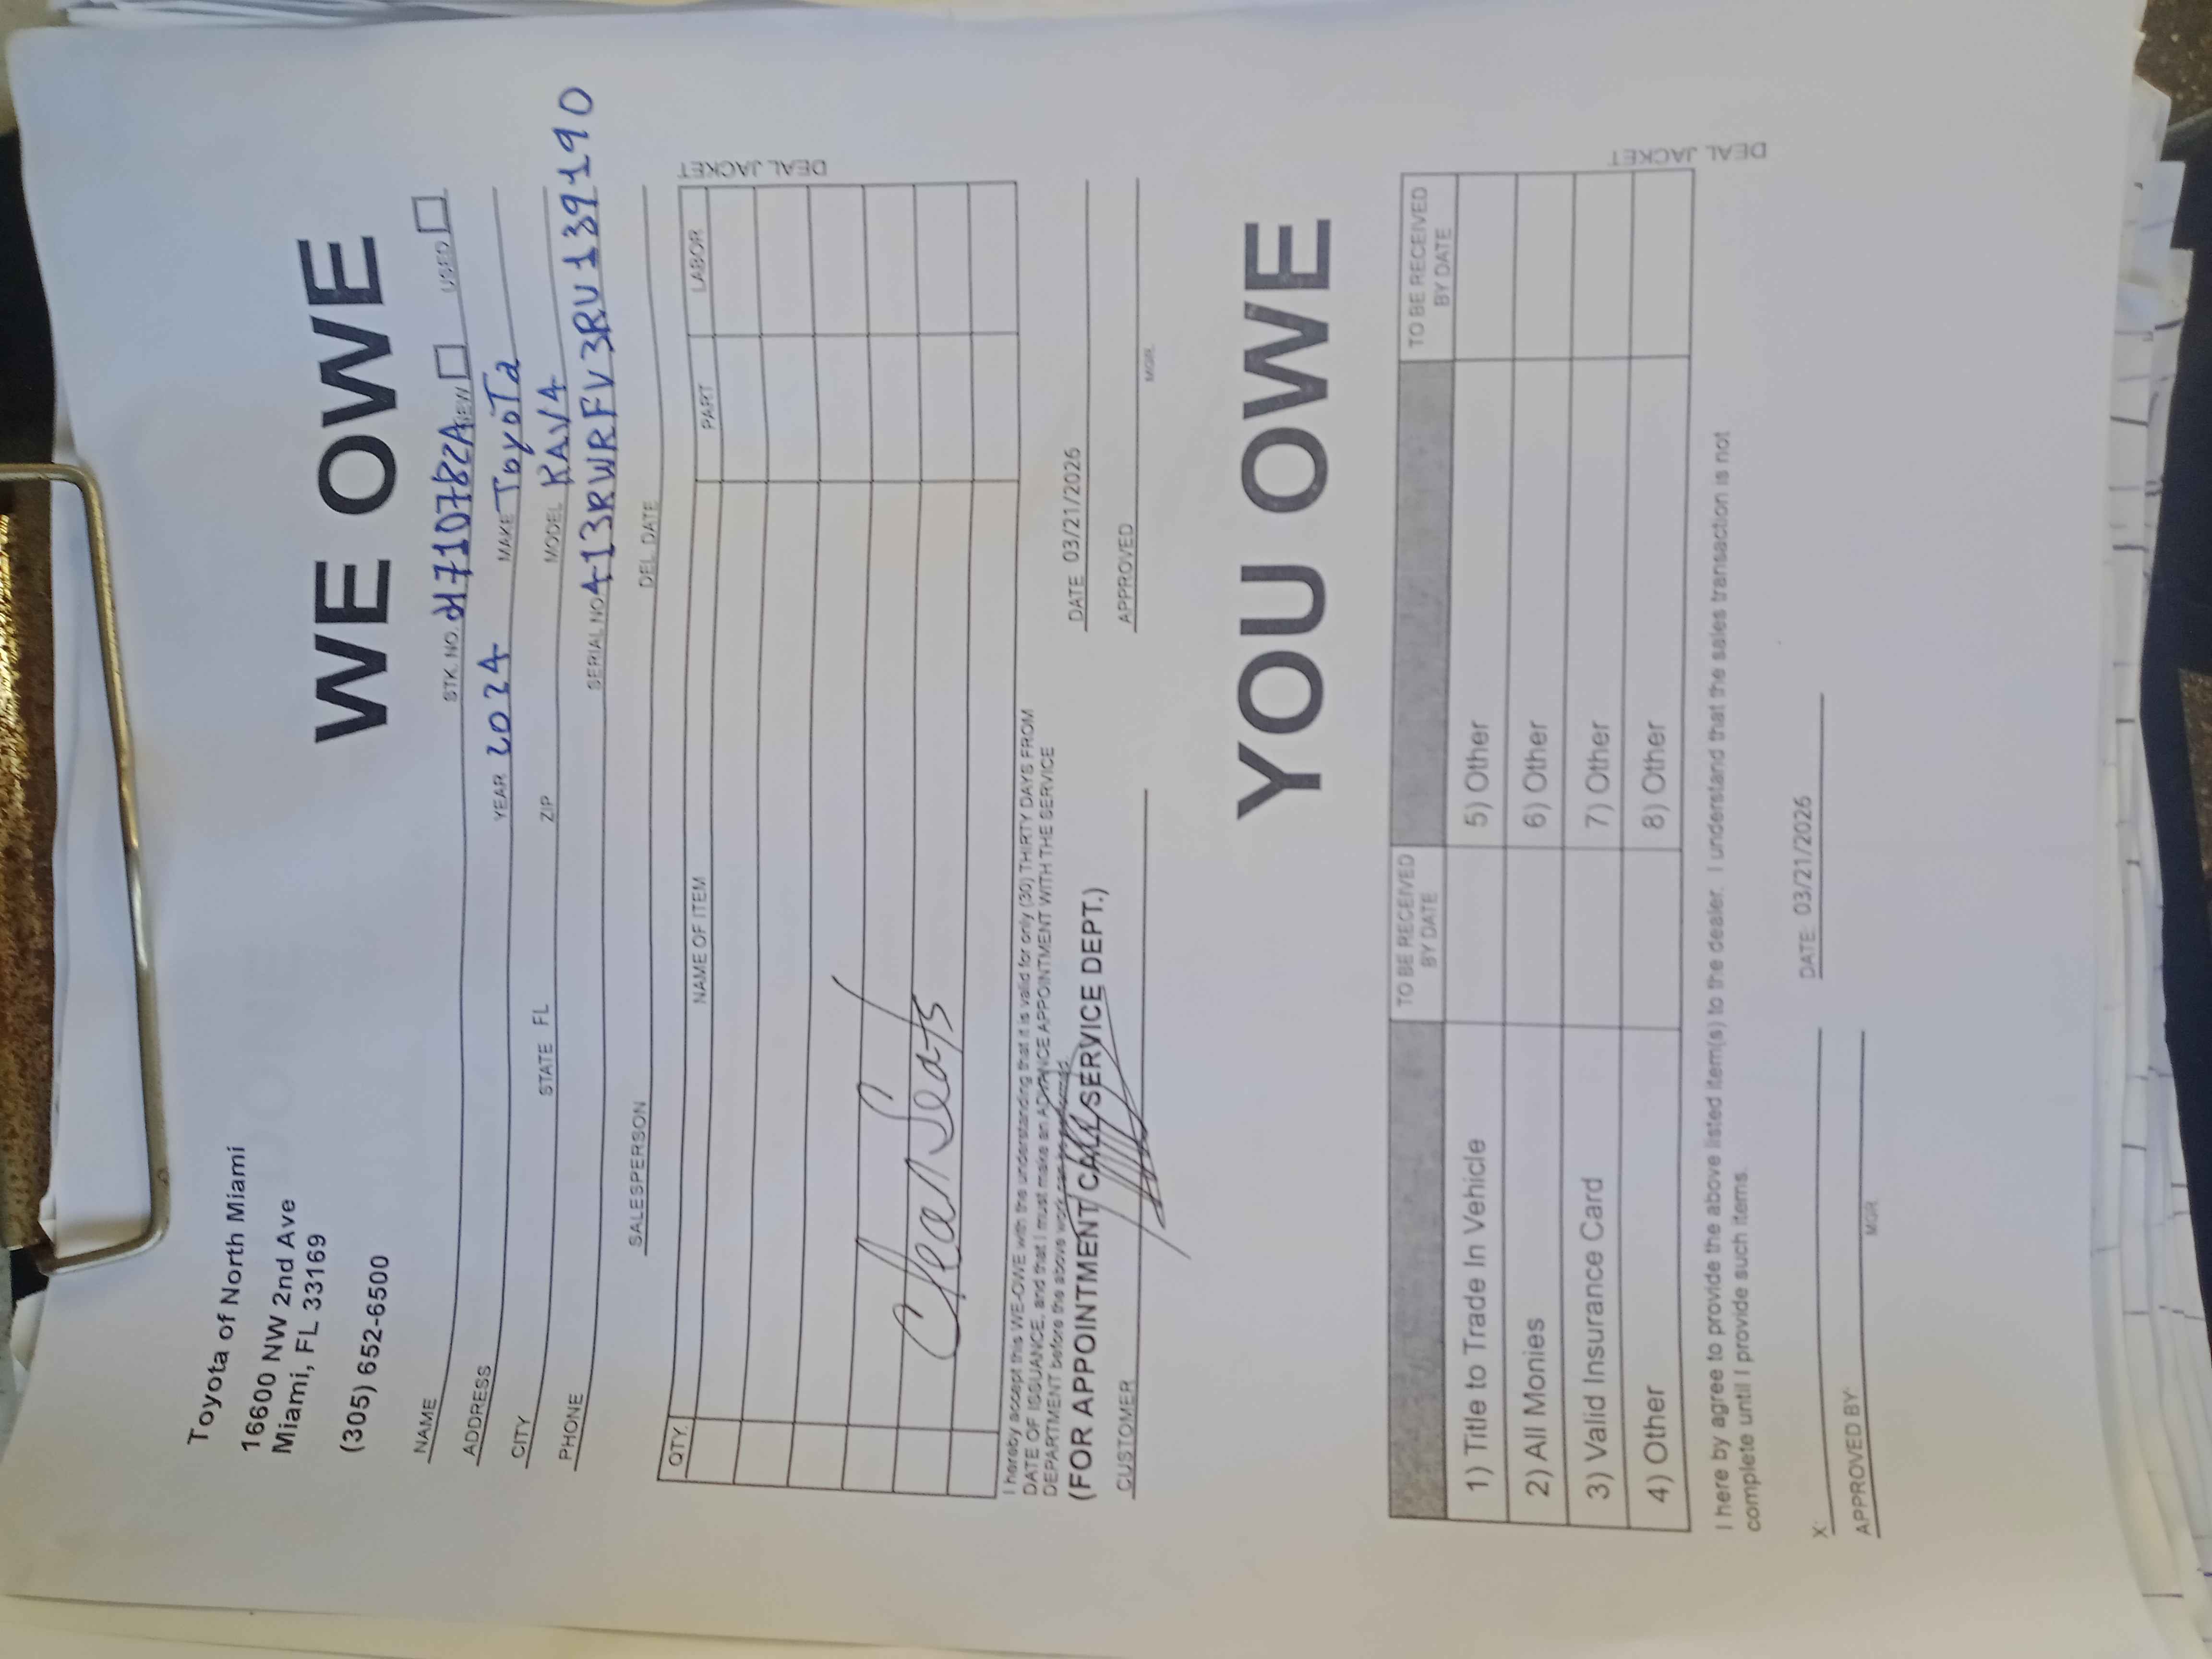 Toyota of North Miami
16600 NW 2nd Ave
Miami, FL 33169
(305) 652-6500
WE OWE
NAME STK. NO. H710782A NEW USED
ADDRESS YEAR 2024 MAKE ToyoTa
CITY STATE FL ZIP MODEL RAV4
PHONE SERIAL NO 4T3RWRFV3RU139190
SALESPERSON DEL. DATE
QTY. NAME OF ITEM PART LABOR
DEAL JACKET
Clean Seats
I hereby accept this WE-OWE with the understanding that it is valid for only (30) THIRTY DAYS FROM
DATE OF ISSUANCE, and that I must make an ADVANCE APPOINTMENT WITH THE SERVICE
DEPARTMENT before the above work can be performed.
(FOR APPOINTMENT CALL SERVICE DEPT.) DATE 03/21/2026
CUSTOMER APPROVED
MGR.
YOU OWE
TO BE RECEIVED BY DATE TO BE RECEIVED BY DATE
1) Title to Trade In Vehicle 5) Other
2) All Monies 6) Other
3) Valid Insurance Card 7) Other
4) Other 8) Other
DEAL JACKET
I here by agree to provide the above listed item(s) to the dealer. I understand that the sales transaction is not
complete until I provide such items.
X: DATE: 03/21/2026
APPROVED BY:
MGR.